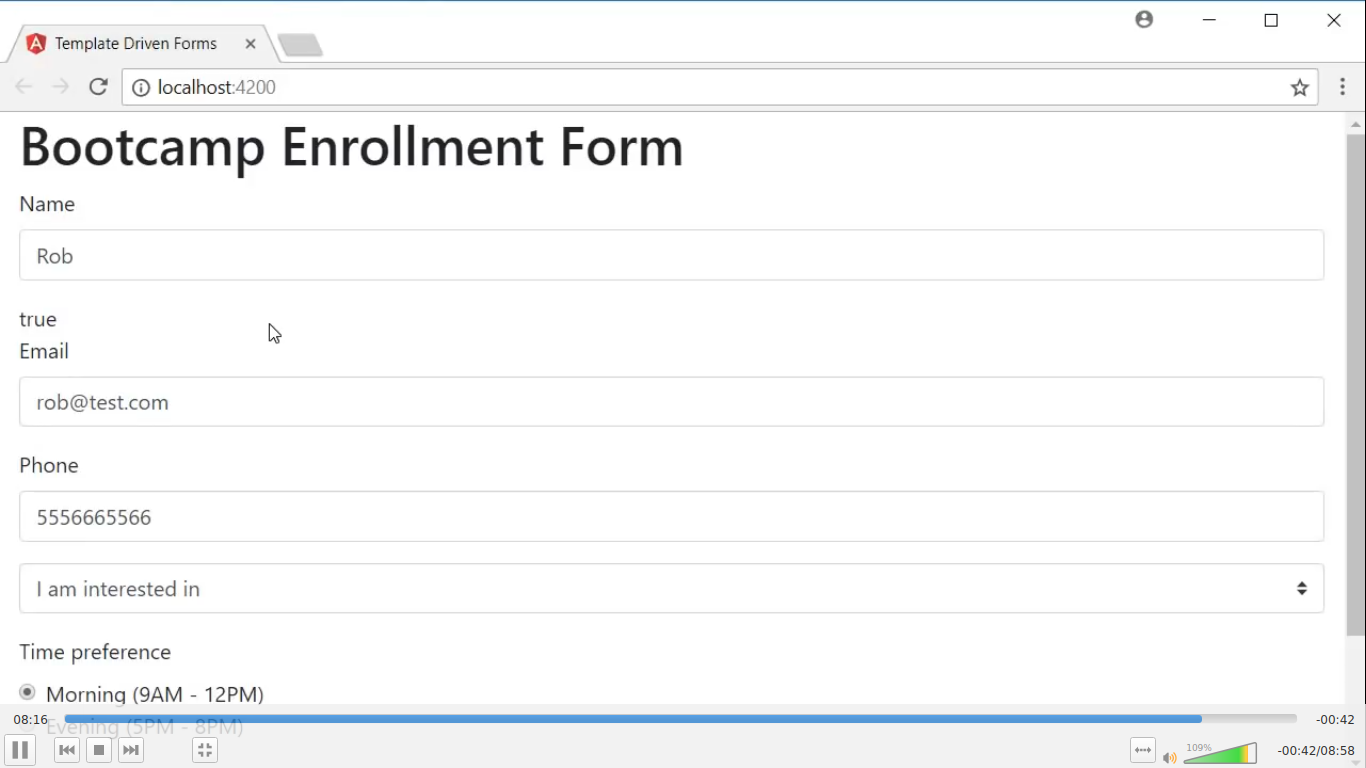 Template Driven Forms
localhost:4200
Bootcamp Enrollment Form
Name
Rob
true
Email
rob@test.com
Phone
5556665566
I am interested in
Time preference
Morning (9AM - 12PM)
Evening (5PM - 8PM)
08:16
-00:42
109%
-00:42/08:58